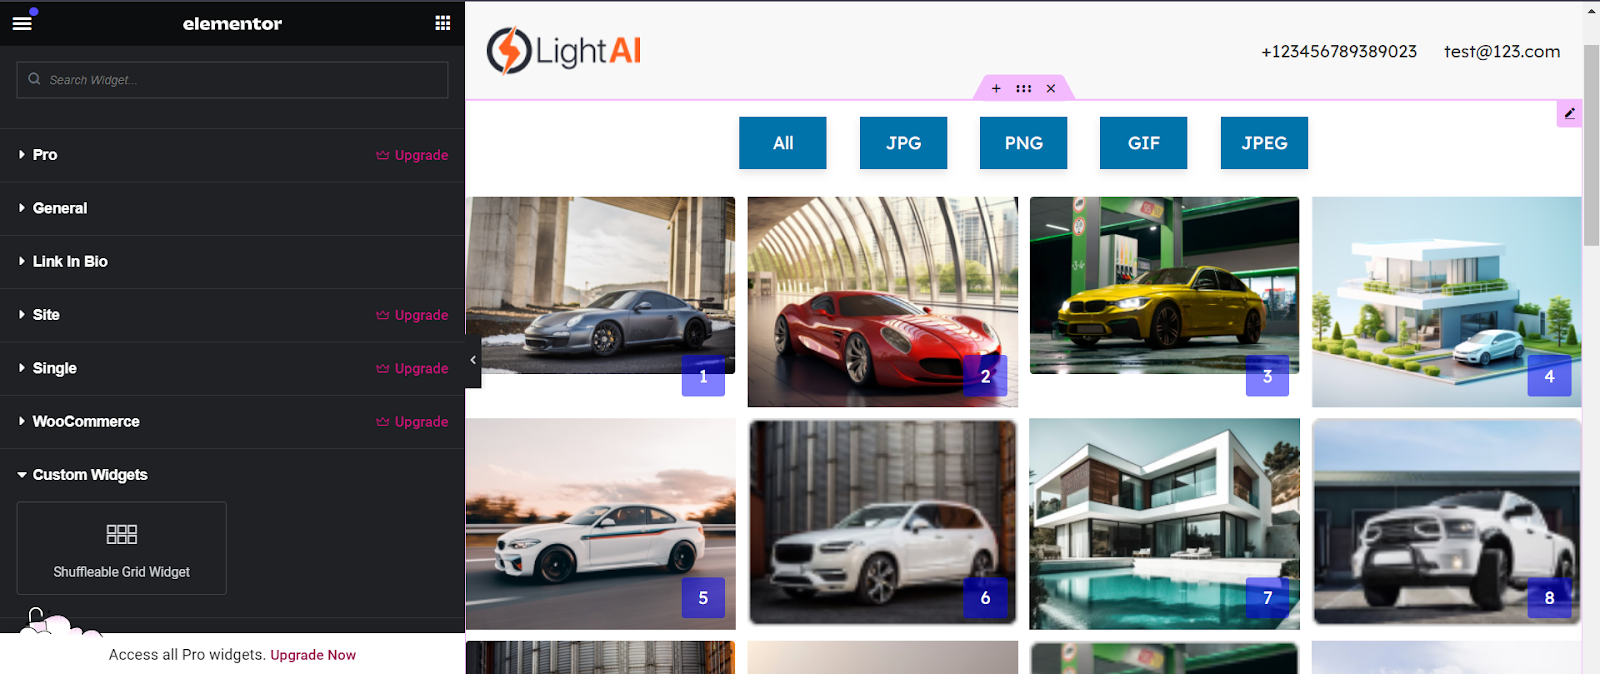 elementor
Search Widget...
Pro
Upgrade
General
Link In Bio
Site
Upgrade
Single
Upgrade
WooCommerce
Upgrade
Custom Widgets
Shuffleable Grid Widget
Access all Pro widgets. Upgrade Now
LightAI
+123456789389023
test@123.com
All
JPG
PNG
GIF
JPEG
1
2
3
4
5
6
7
8